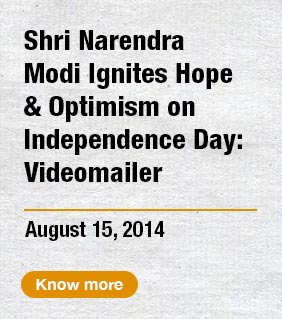 Shri Narendra
Modi Ignites Hope
& Optimism on
Independence Day:
Videomailer
August 15, 2014
Know more